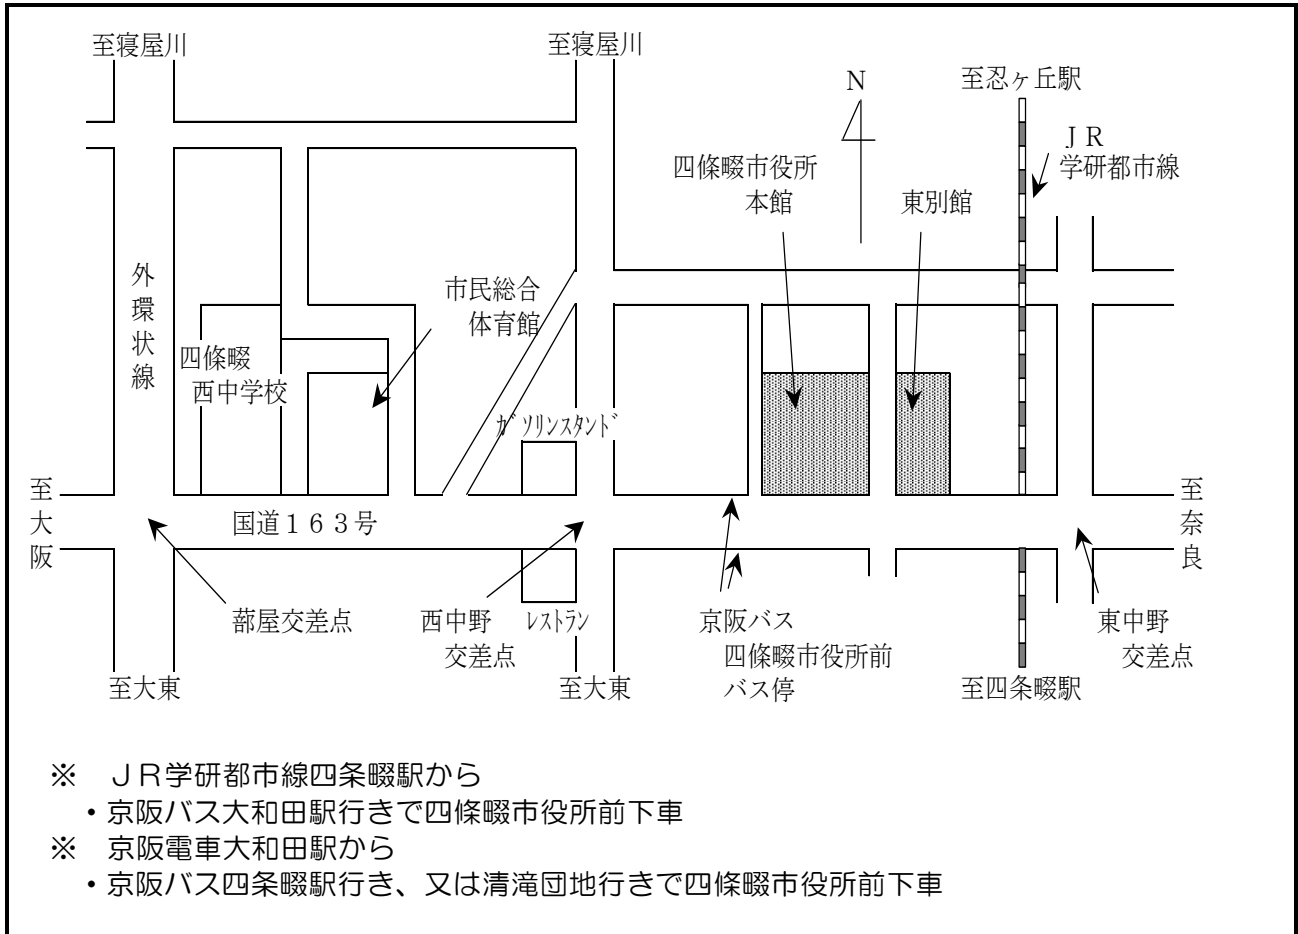 至寝屋川
至寝屋川
N
至忍ヶ丘駅
ＪＲ
学研都市線
四條畷市役所
本館
東別館
外環状線
市民総合
体育館
四條畷
西中学校
ｶﾞｿﾘﾝｽﾀﾝﾄﾞ
至大阪
国道１６３号
至奈良
蔀屋交差点
西中野
交差点
ﾚｽﾄﾗﾝ
京阪バス
四條畷市役所前
バス停
東中野
交差点
至大東
至大東
至四条畷駅
※　ＪＲ学研都市線四条畷駅から
・京阪バス大和田駅行きで四條畷市役所前下車
※　京阪電車大和田駅から
・京阪バス四条畷駅行き、又は清滝団地行きで四條畷市役所前下車